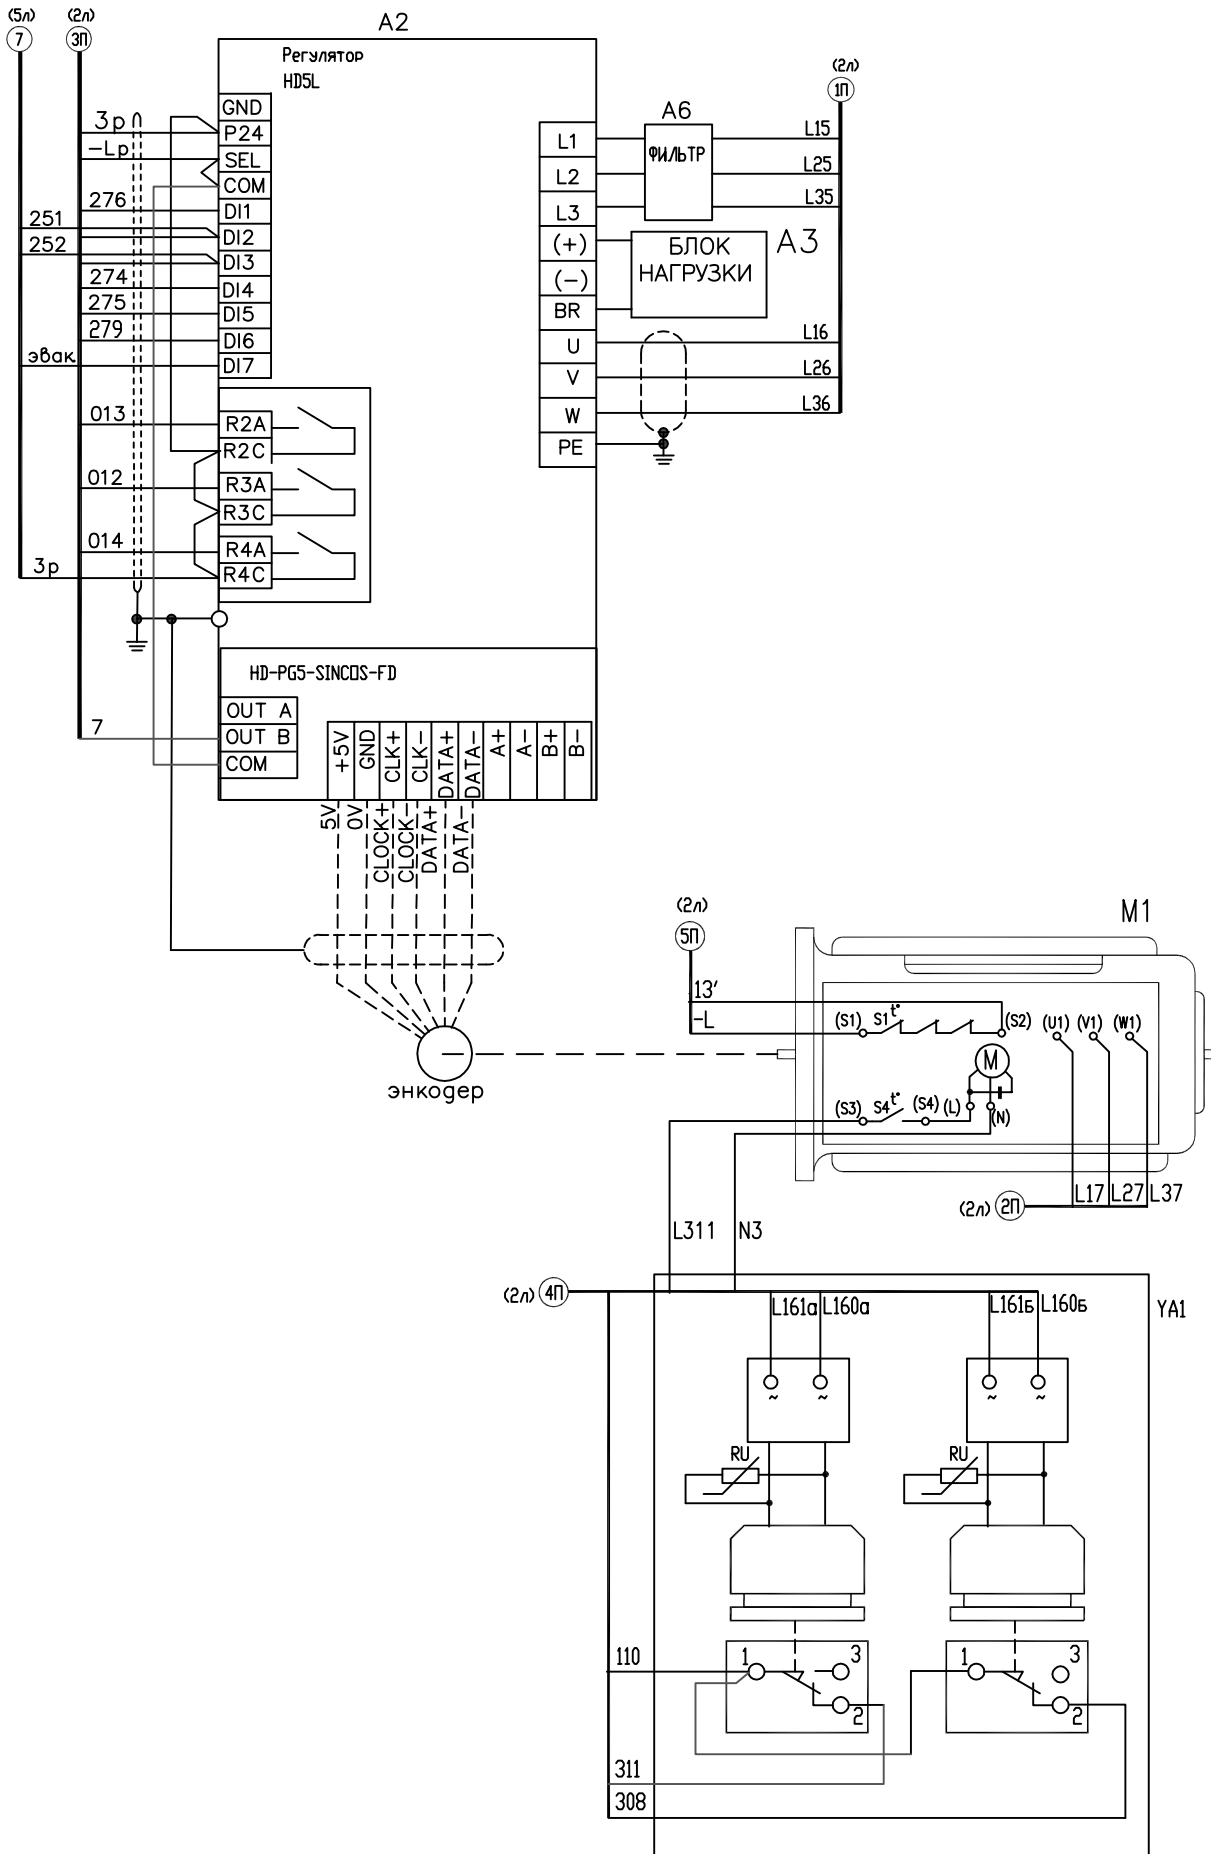 (5л)
7
(2л)
3П
А2
Регулятор
HD5L
GND
P24
SEL
COM
DI1
DI2
DI3
DI4
DI5
DI6
DI7
3р
-Lр
276
251
252
274
275
279
эвак
013
012
014
3р
R2A
R2C
R3A
R3C
R4A
R4C
L1
L2
L3
(+)
(-)
BR
U
V
W
PE
А6
ФИЛЬТР
БЛОК
НАГРУЗКИ
А3
(2л)
1П
L15
L25
L35
L16
L26
L36
HD-PG5-SINCOS-FD
OUT A
OUT B
COM
7
+5V
GND
CLK+
CLK-
DATA+
DATA-
A+
A-
B+
B-
5V
0V
CLOCK+
CLOCK-
DATA+
DATA-
энкодер
(2л)
5П
13'
-L
М1
(S1)
S1
t°
(S2)
(U1)
(V1)
(W1)
M
(S3)
S4
t°
(S4)
(L)
(N)
(2л)
2П
L17
L27
L37
L311
N3
(2л)
4П
L161а
L160а
L161Б
L160Б
YA1
~
~
~
~
RU
RU
110
1
3
2
1
3
2
311
308